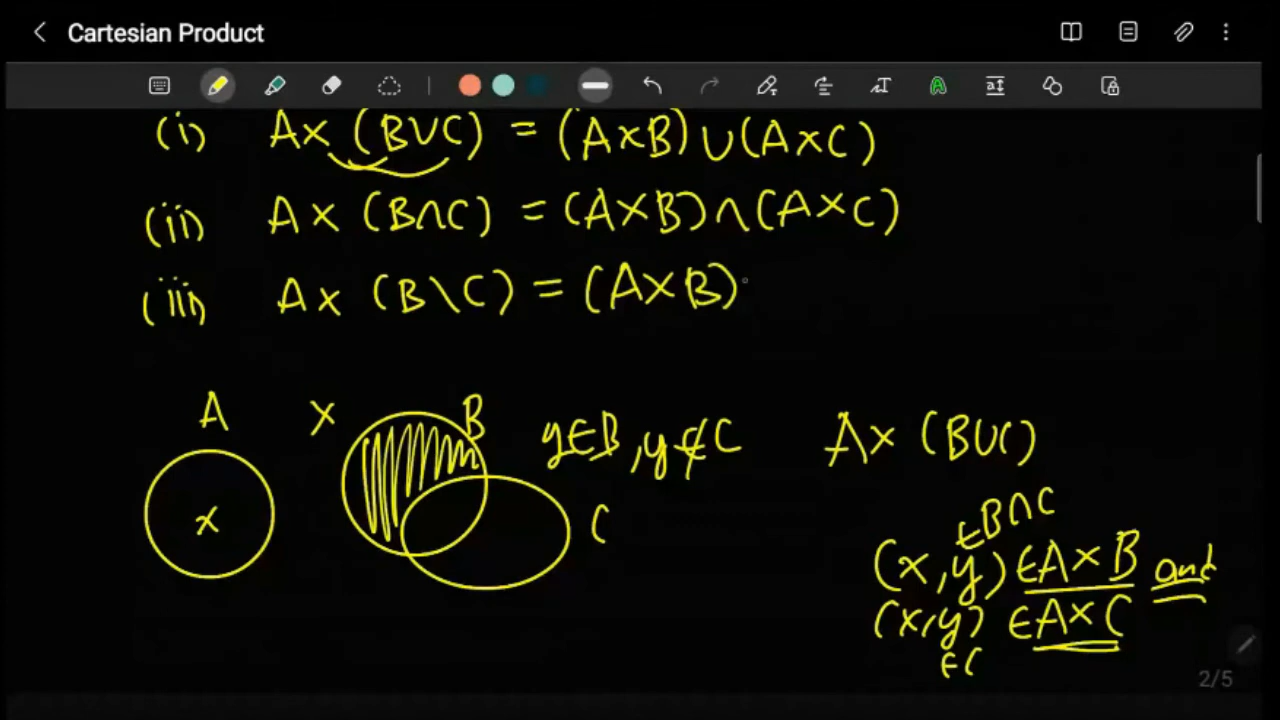 Cartesian Product
(i) A× (B∪C) = (A×B) ∪ (A×C)
(ii) A× (B∩C) = (A×B) ∩ (A×C)
(iii) A× (B\C) = (A×B)
A × B
y∈B, y∉C
A× (B∪C)
x
C
∈B∩C
(x, y) ∈A×B and
(x, y) ∈A×C
∈C
2/5